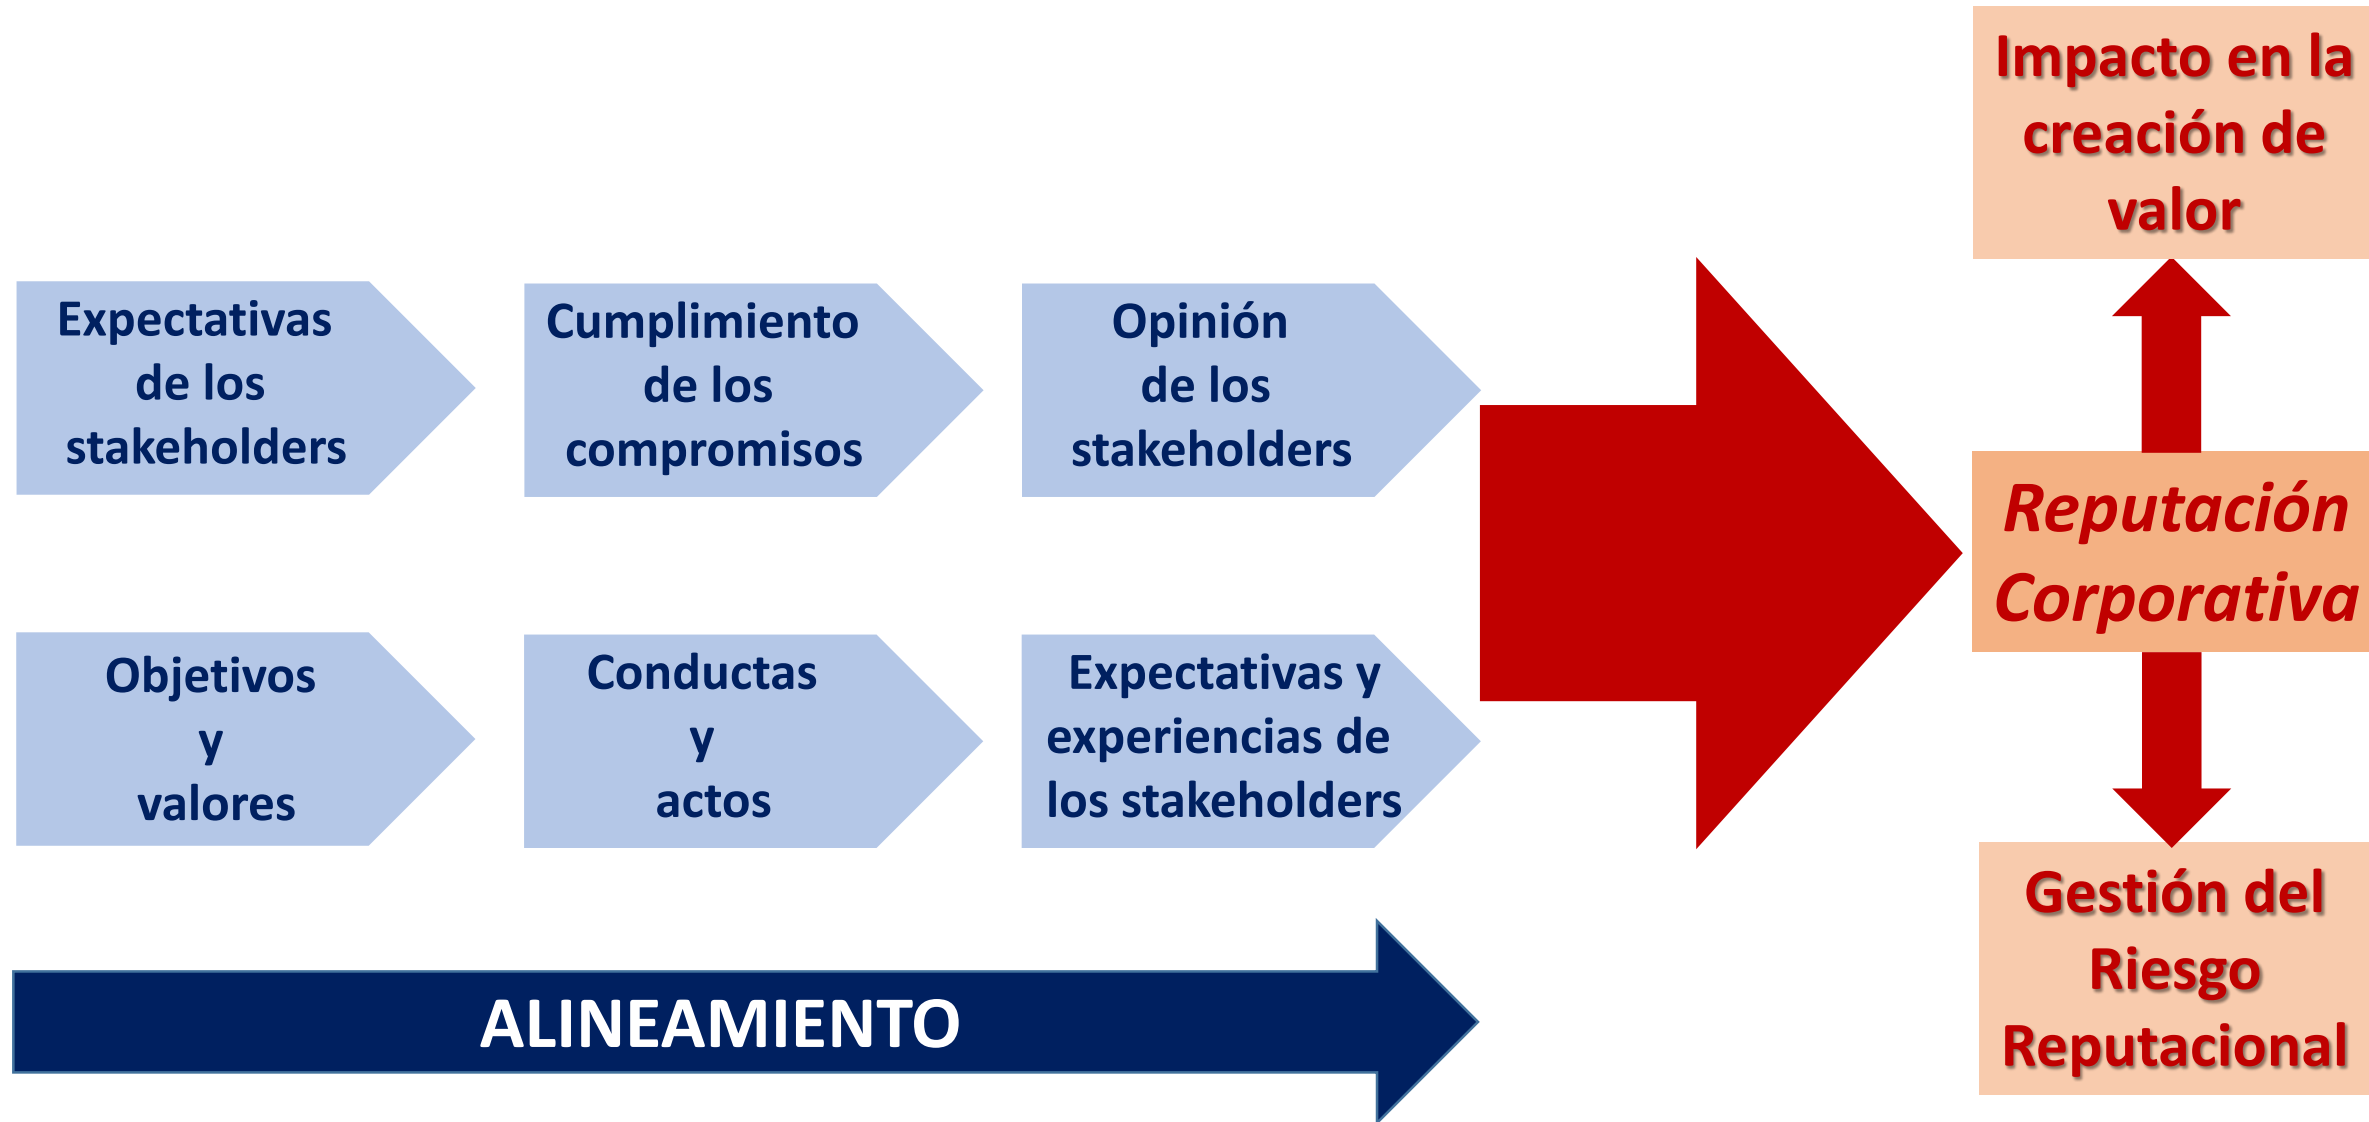 Expectativas
de los
stakeholders
Cumplimiento
de los
compromisos
Opinión
de los
stakeholders
Objetivos
y
valores
Conductas
y
actos
Expectativas y
experiencias de
los stakeholders
ALINEAMIENTO
Impacto en la
creación de
valor
Reputación
Corporativa
Gestión del
Riesgo
Reputacional